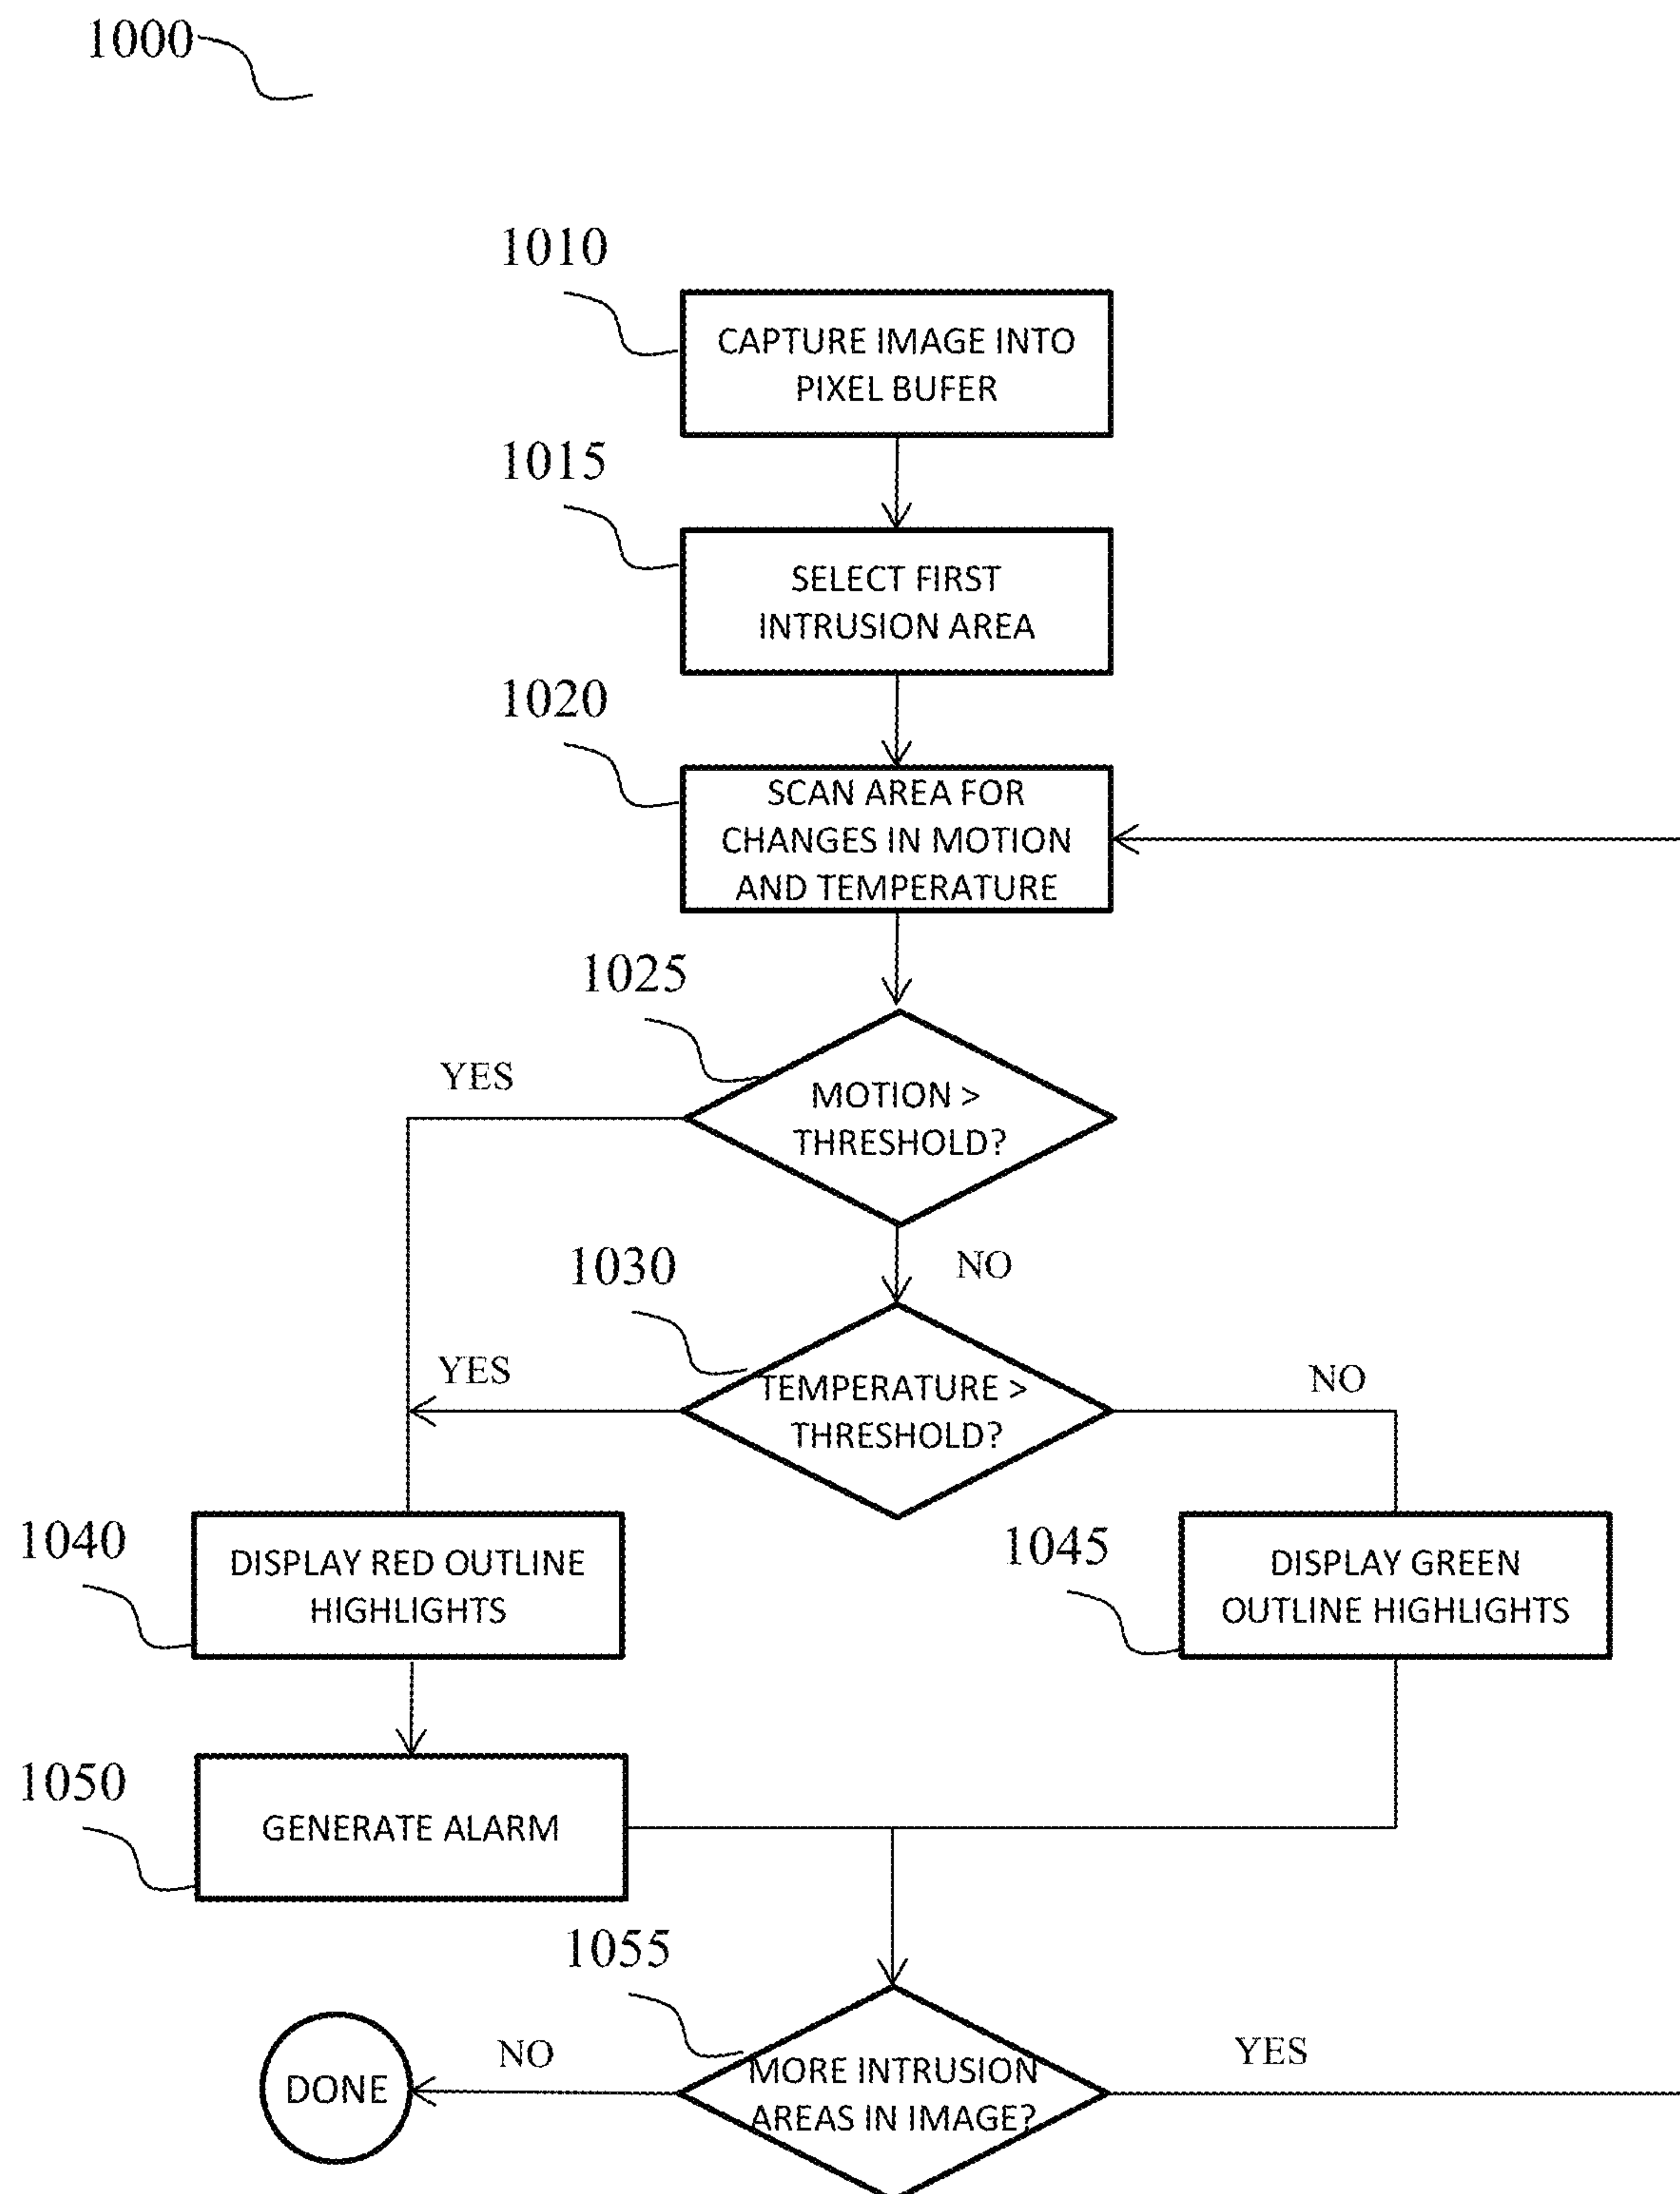 1000
1010
CAPTURE IMAGE INTO
PIXEL BUFER
1015
SELECT FIRST
INTRUSION AREA
1020
SCAN AREA FOR
CHANGES IN MOTION
AND TEMPERATURE
1025
YES
MOTION >
THRESHOLD?
NO
1030
YES
TEMPERATURE >
THRESHOLD?
NO
1040
DISPLAY RED OUTLINE
HIGHLIGHTS
1045
DISPLAY GREEN
OUTLINE HIGHLIGHTS
1050
GENERATE ALARM
1055
NO
DONE
MORE INTRUSION
AREAS IN IMAGE?
YES